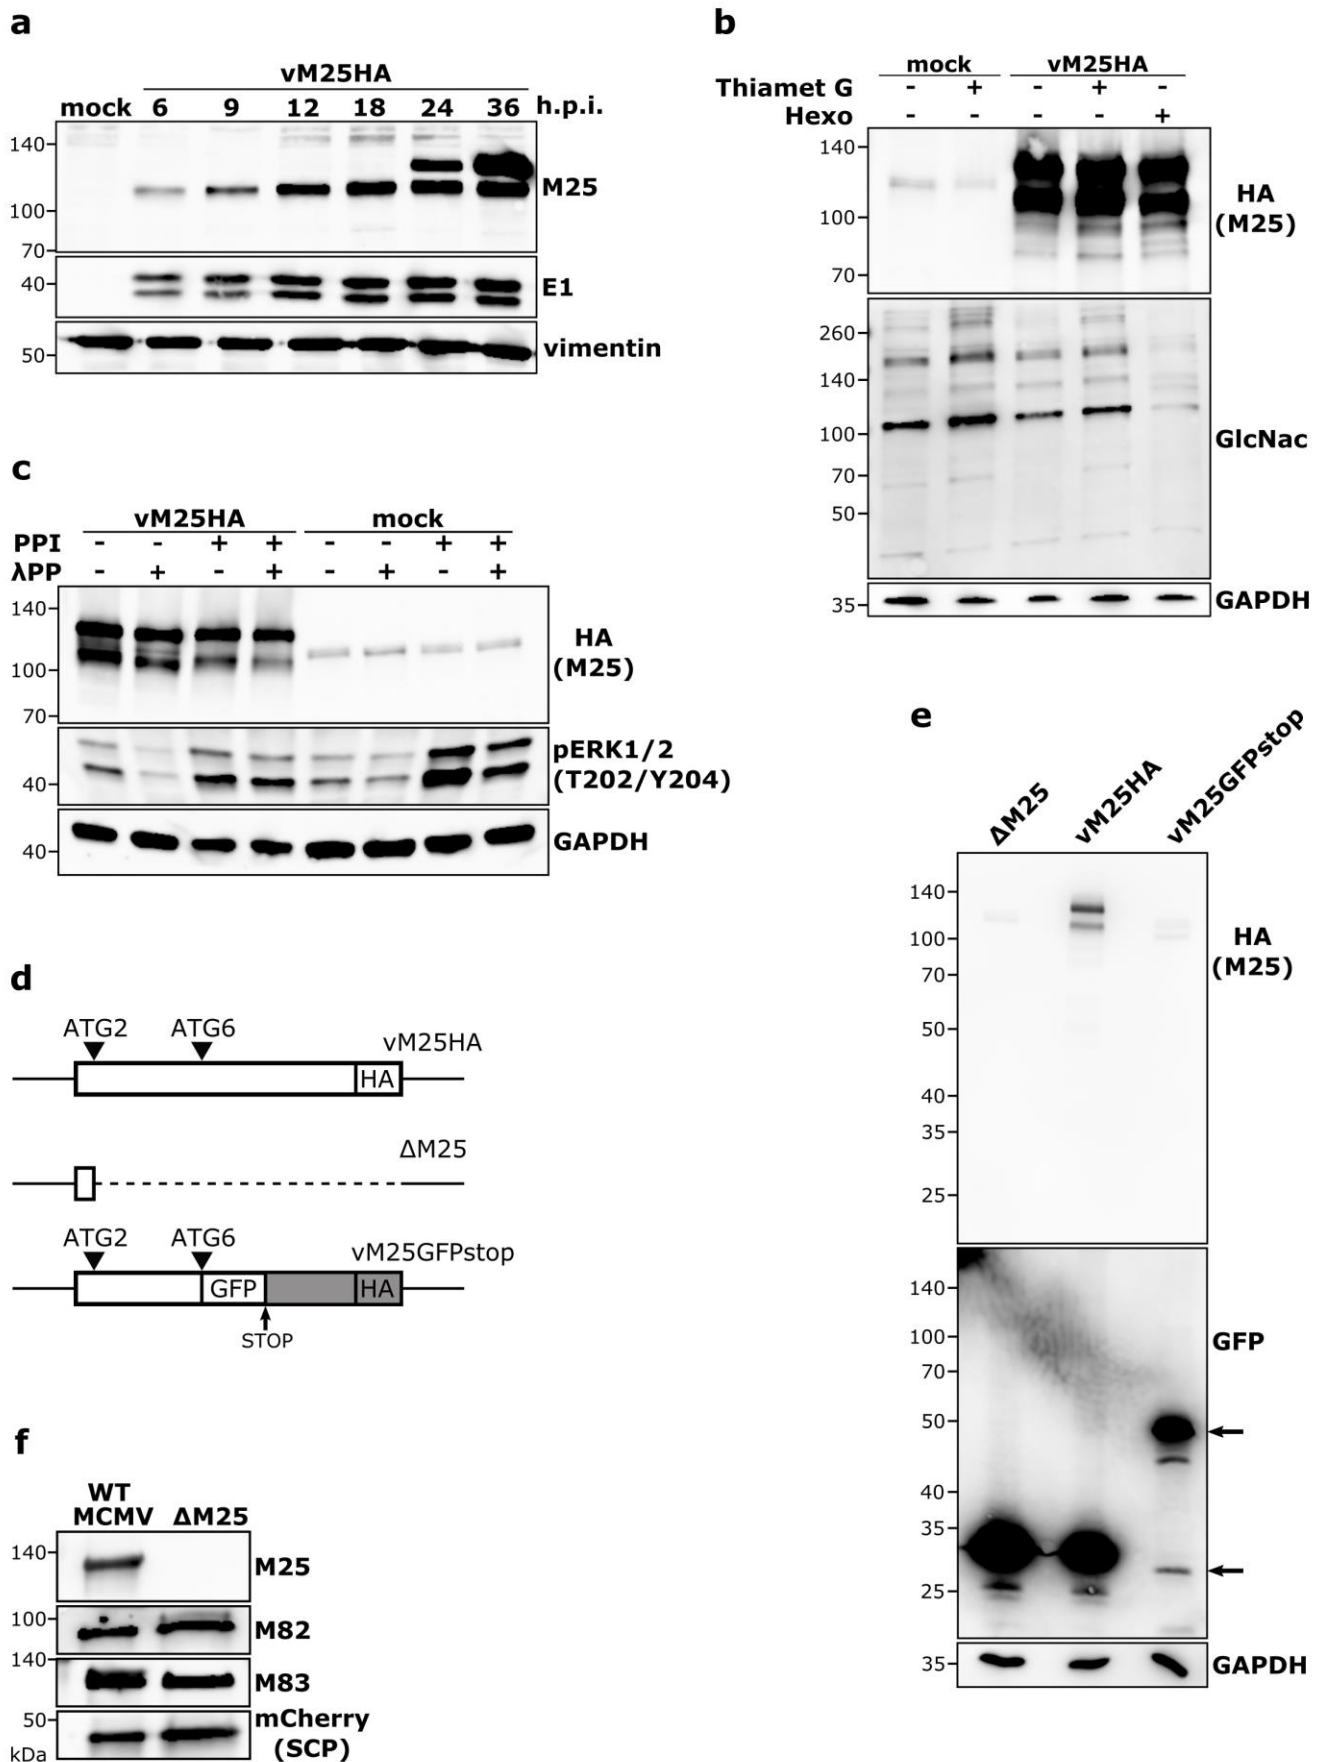 a
vM25HA
mock 6 9 12 18 24 36 h.p.i.
140
100
70
M25
40
E1
50
vimentin
b
mock vM25HA
Thiamet G - + - + -
Hexo - - - - +
140
100
70
HA
(M25)
260
140
100
70
50
GlcNac
35
GAPDH
c
vM25HA mock
PPI - - + + - - + +
λPP - + - + - + - +
140
100
70
HA
(M25)
40
pERK1/2
(T202/Y204)
40
GAPDH
d
ATG2 ATG6
vM25HA
HA
ΔM25
ATG2 ATG6
vM25GFPstop
GFP HA
STOP
e
ΔM25 vM25HA vM25GFPstop
140
100
70
50
40
35
25
HA
(M25)
140
100
70
50
40
35
25
GFP
35
GAPDH
f
WT
MCMV ΔM25
140
M25
100
M82
140
M83
50
mCherry
(SCP)
kDa